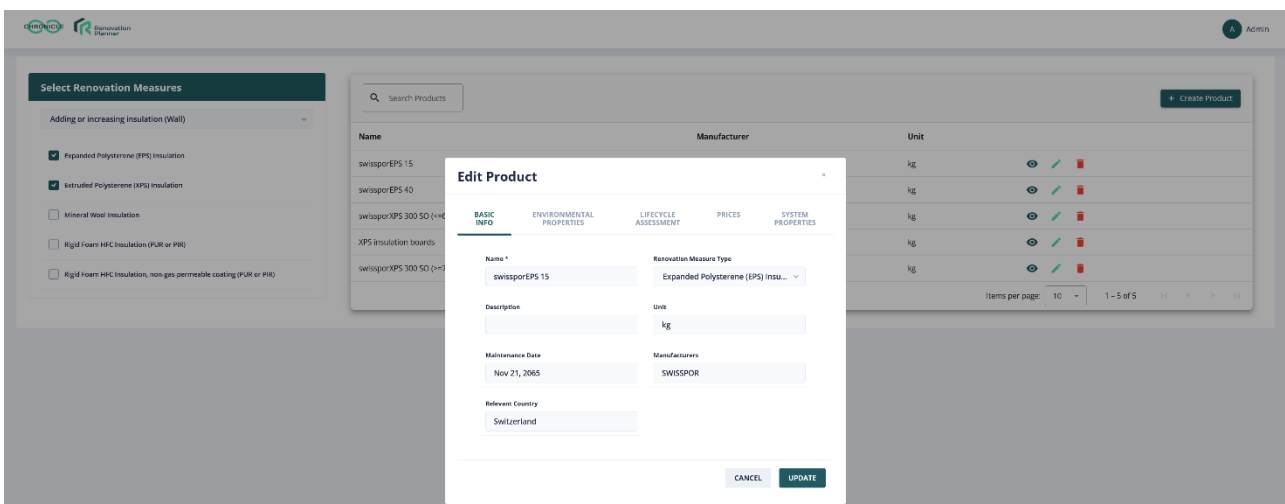 CHRONICLE Renovation
Planner
A Admin
Select Renovation Measures
Adding or increasing insulation (Wall)
Expanded Polysterene (EPS) Insulation
Extruded Polysterene (XPS) Insulation
Mineral Wool Insulation
Rigid Foam HFC Insulation (PUR or PIR)
Rigid Foam HFC Insulation, non-gas-permeable coating (PUR or PIR)
Search Products
+ Create Product
Name Manufacturer Unit
swissporEPS 15 kg
swissporEPS 40 kg
swissporXPS 300 SO (<=6 kg
XPS insulation boards kg
swissporXPS 300 SO (>=7 kg
Items per page: 10 1 – 5 of 5
Edit Product ×
BASIC INFO
ENVIRONMENTAL PROPERTIES
LIFECYCLE ASSESSMENT
PRICES
SYSTEM PROPERTIES
Name *
swissporEPS 15
Renovation Measure Type
Expanded Polysterene (EPS) Insu...
Description
Unit
kg
Maintenance Date
Nov 21, 2065
Manufacturers
SWISSPOR
Relevant Country
Switzerland
CANCEL UPDATE